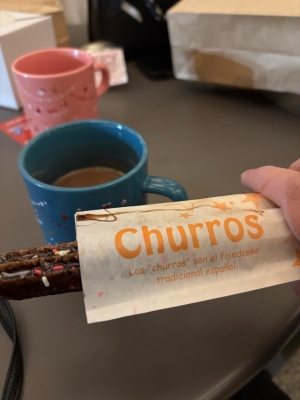 Churros
Los "churros" son el friedcake
tradicional español